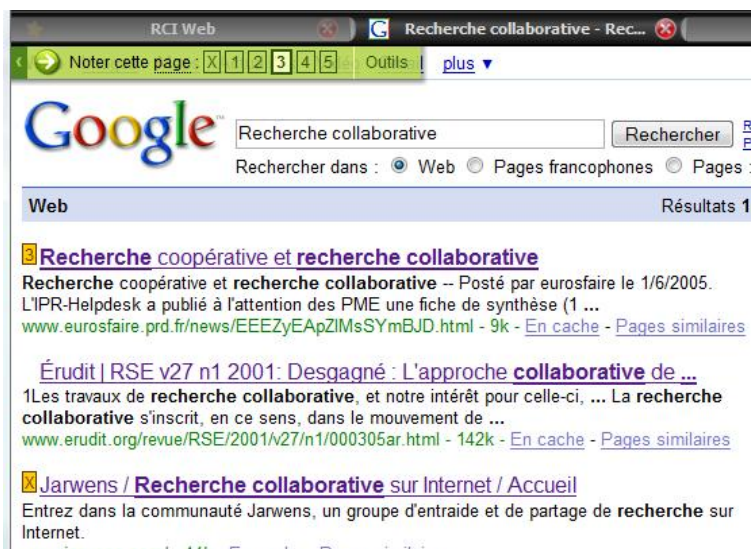 RCI Web
Recherche collaborative - Rec...
Noter cette page : X 1 2 3 4 5 Outils plus ▼
Google™
Recherche collaborative Rechercher
Rechercher dans : Web Pages francophones Pages :
Web Résultats 1
3 Recherche coopérative et recherche collaborative
Recherche coopérative et recherche collaborative -- Posté par eurosfaire le 1/6/2005.
L'IPR-Helpdesk a publié à l'attention des PME une fiche de synthèse (1 ...
www.eurosfaire.prd.fr/news/EEEZyEApZlMsSYmBJD.html - 9k - En cache - Pages similaires
Érudit | RSE v27 n1 2001: Desgagné : L'approche collaborative de ...
1Les travaux de recherche collaborative, et notre intérêt pour celle-ci, ... La recherche
collaborative s'inscrit, en ce sens, dans le mouvement de ...
www.erudit.org/revue/RSE/2001/v27/n1/000305ar.html - 142k - En cache - Pages similaires
X Jarwens / Recherche collaborative sur Internet / Accueil
Entrez dans la communauté Jarwens, un groupe d'entraide et de partage de recherche sur
Internet.